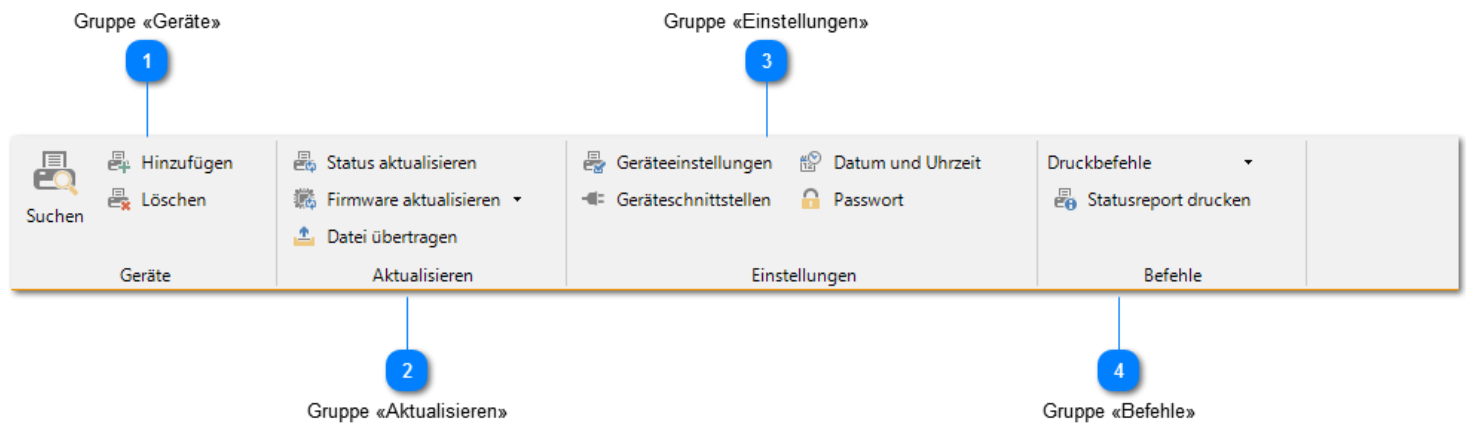 Gruppe «Geräte»
Gruppe «Einstellungen»
1
3
Suchen
Hinzufügen
Löschen
Geräte
Status aktualisieren
Firmware aktualisieren
Datei übertragen
Aktualisieren
Geräteeinstellungen
Datum und Uhrzeit
Geräteschnittstellen
Passwort
Einstellungen
Druckbefehle
Statusreport drucken
Befehle
2
4
Gruppe «Aktualisieren»
Gruppe «Befehle»